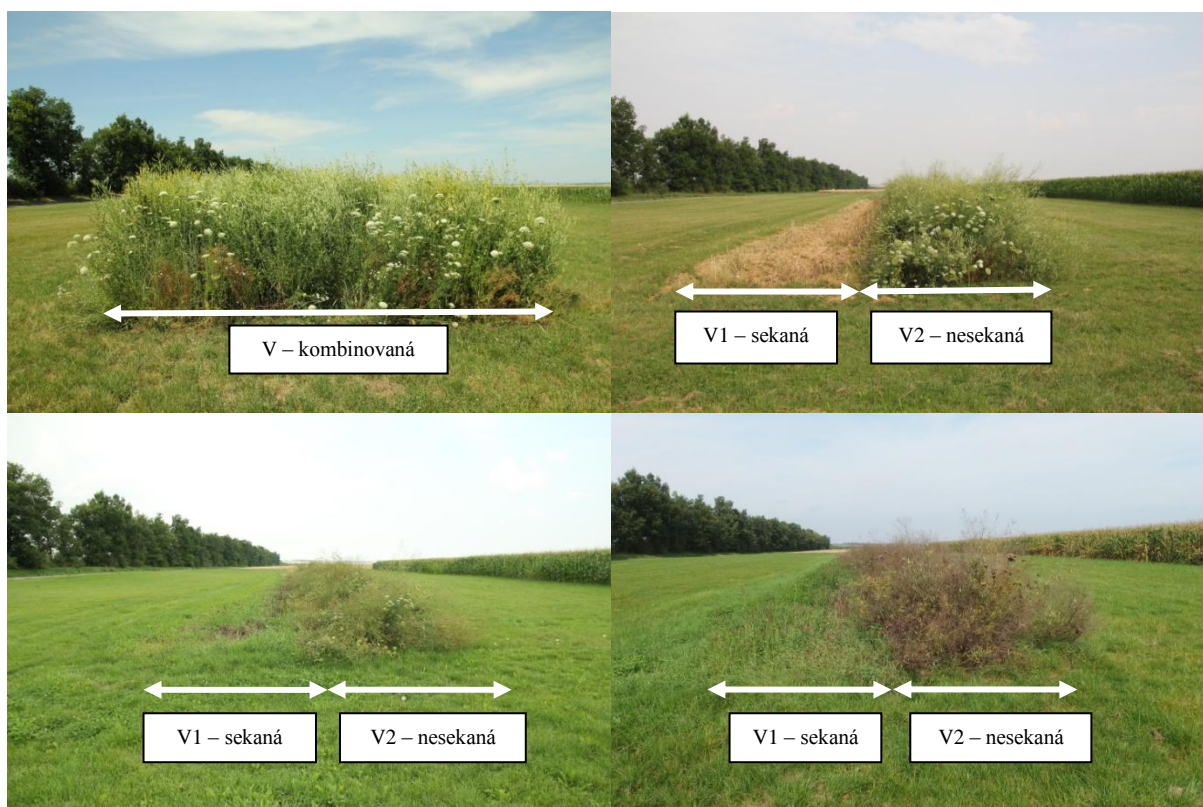 V – kombinovaná
V1 – sekaná
V2 – nesekaná
V1 – sekaná
V2 – nesekaná
V1 – sekaná
V2 – nesekaná